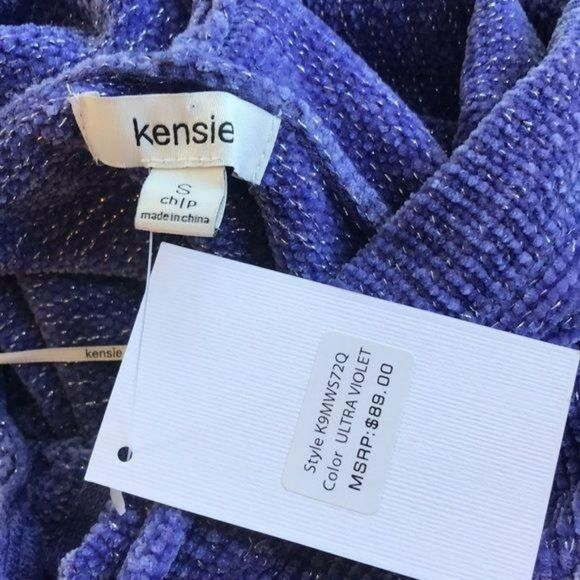 kensie
S
ch/P
made in china
kensie
Style K9MWS72Q
Color ULTRA VIOLET
MSRP:$89.00